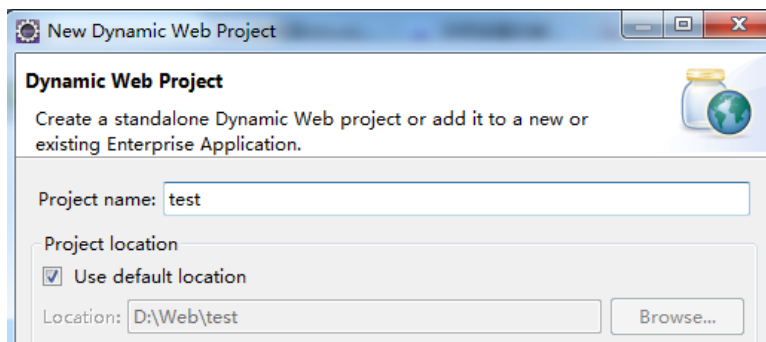 New Dynamic Web Project
Dynamic Web Project
Create a standalone Dynamic Web project or add it to a new or
existing Enterprise Application.
Project name: test
Project location
Use default location
Location: D:\Web\test Browse...